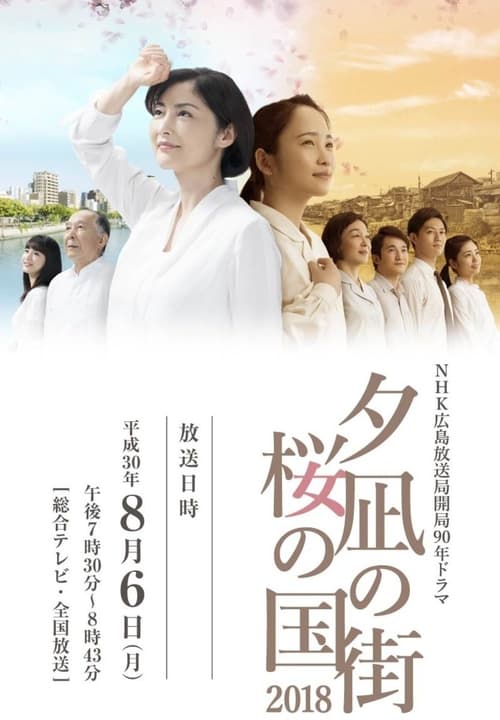 NHK広島放送局開局90年ドラマ
夕凪の街
桜の国
2018
放送日時
平成30年 8月6日(月)
午後7時30分~8時43分
[総合テレビ・全国放送]